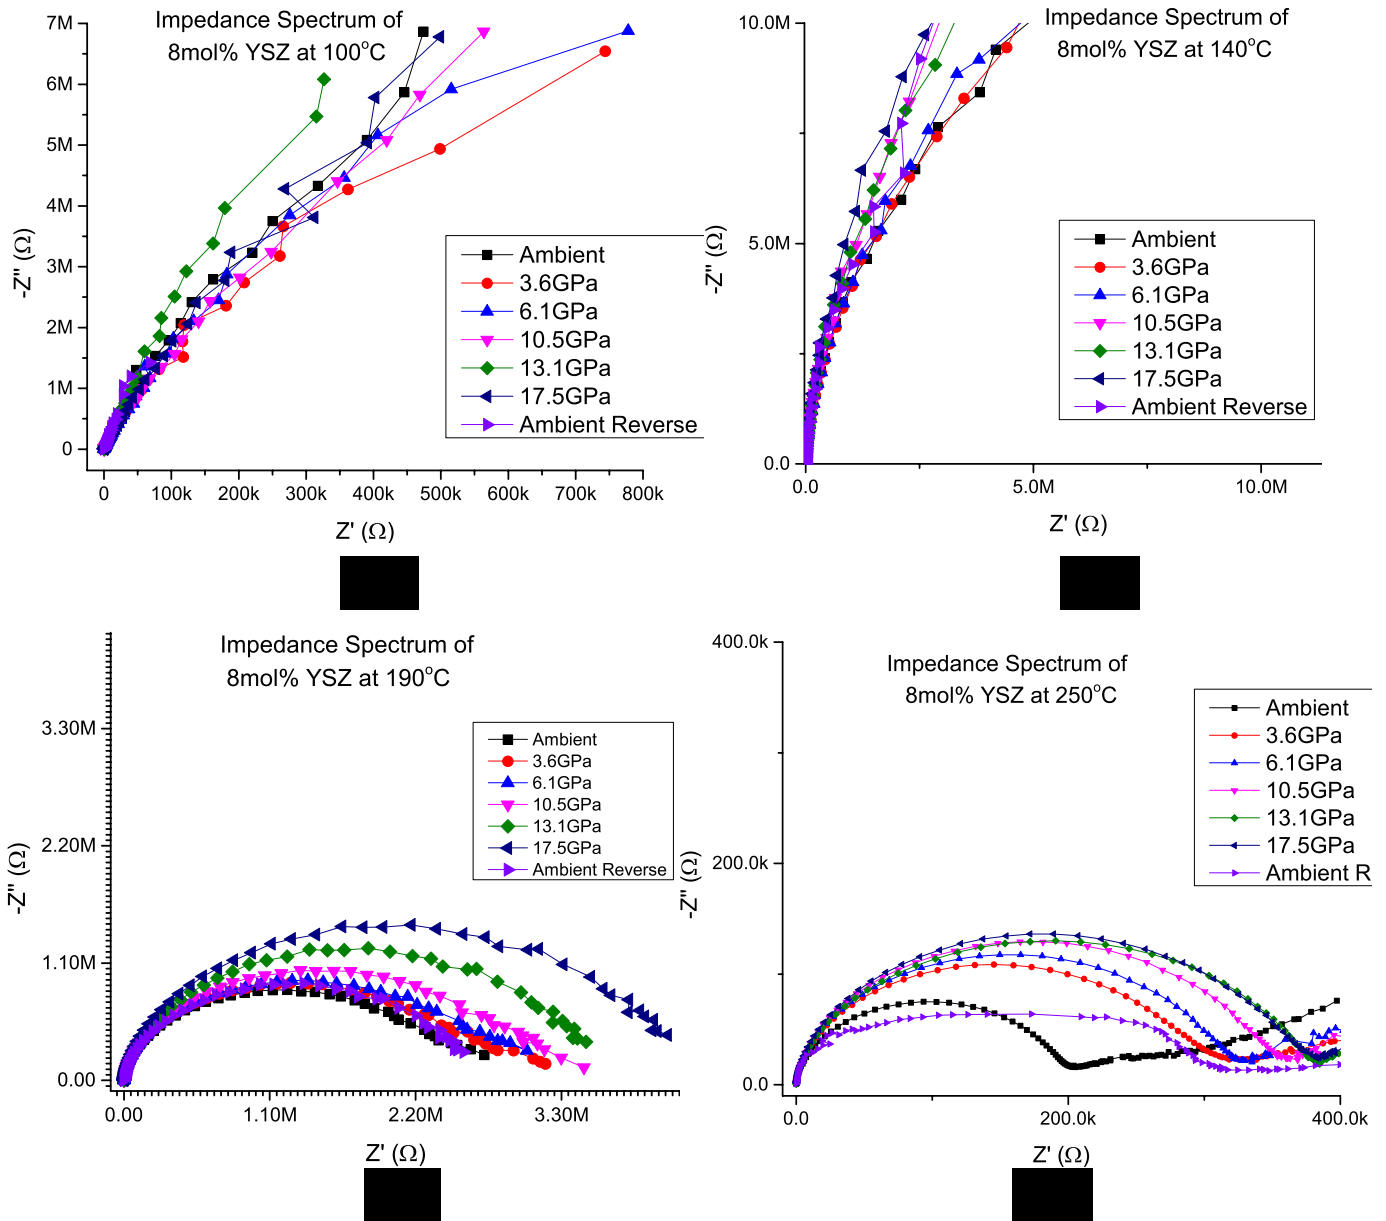 Impedance Spectrum of
8mol% YSZ at 100°C
7M
6M
5M
4M
3M
2M
1M
0
-Z'' (Ω)
Ambient
3.6GPa
6.1GPa
10.5GPa
13.1GPa
17.5GPa
Ambient Reverse
0 100k 200k 300k 400k 500k 600k 700k 800k
Z' (Ω)
Impedance Spectrum of
8mol% YSZ at 140°C
10.0M
5.0M
0.0
-Z'' (Ω)
Ambient
3.6GPa
6.1GPa
10.5GPa
13.1GPa
17.5GPa
Ambient Reverse
0.0 5.0M 10.0M
Z' (Ω)
Impedance Spectrum of
8mol% YSZ at 190°C
3.30M
2.20M
1.10M
0.00
-Z'' (Ω)
Ambient
3.6GPa
6.1GPa
10.5GPa
13.1GPa
17.5GPa
Ambient Reverse
0.00 1.10M 2.20M 3.30M
Z' (Ω)
Impedance Spectrum of
8mol% YSZ at 250°C
400.0k
200.0k
0.0
-Z'' (Ω)
Ambient
3.6GPa
6.1GPa
10.5GPa
13.1GPa
17.5GPa
Ambient R
0.0 200.0k 400.0k
Z' (Ω)